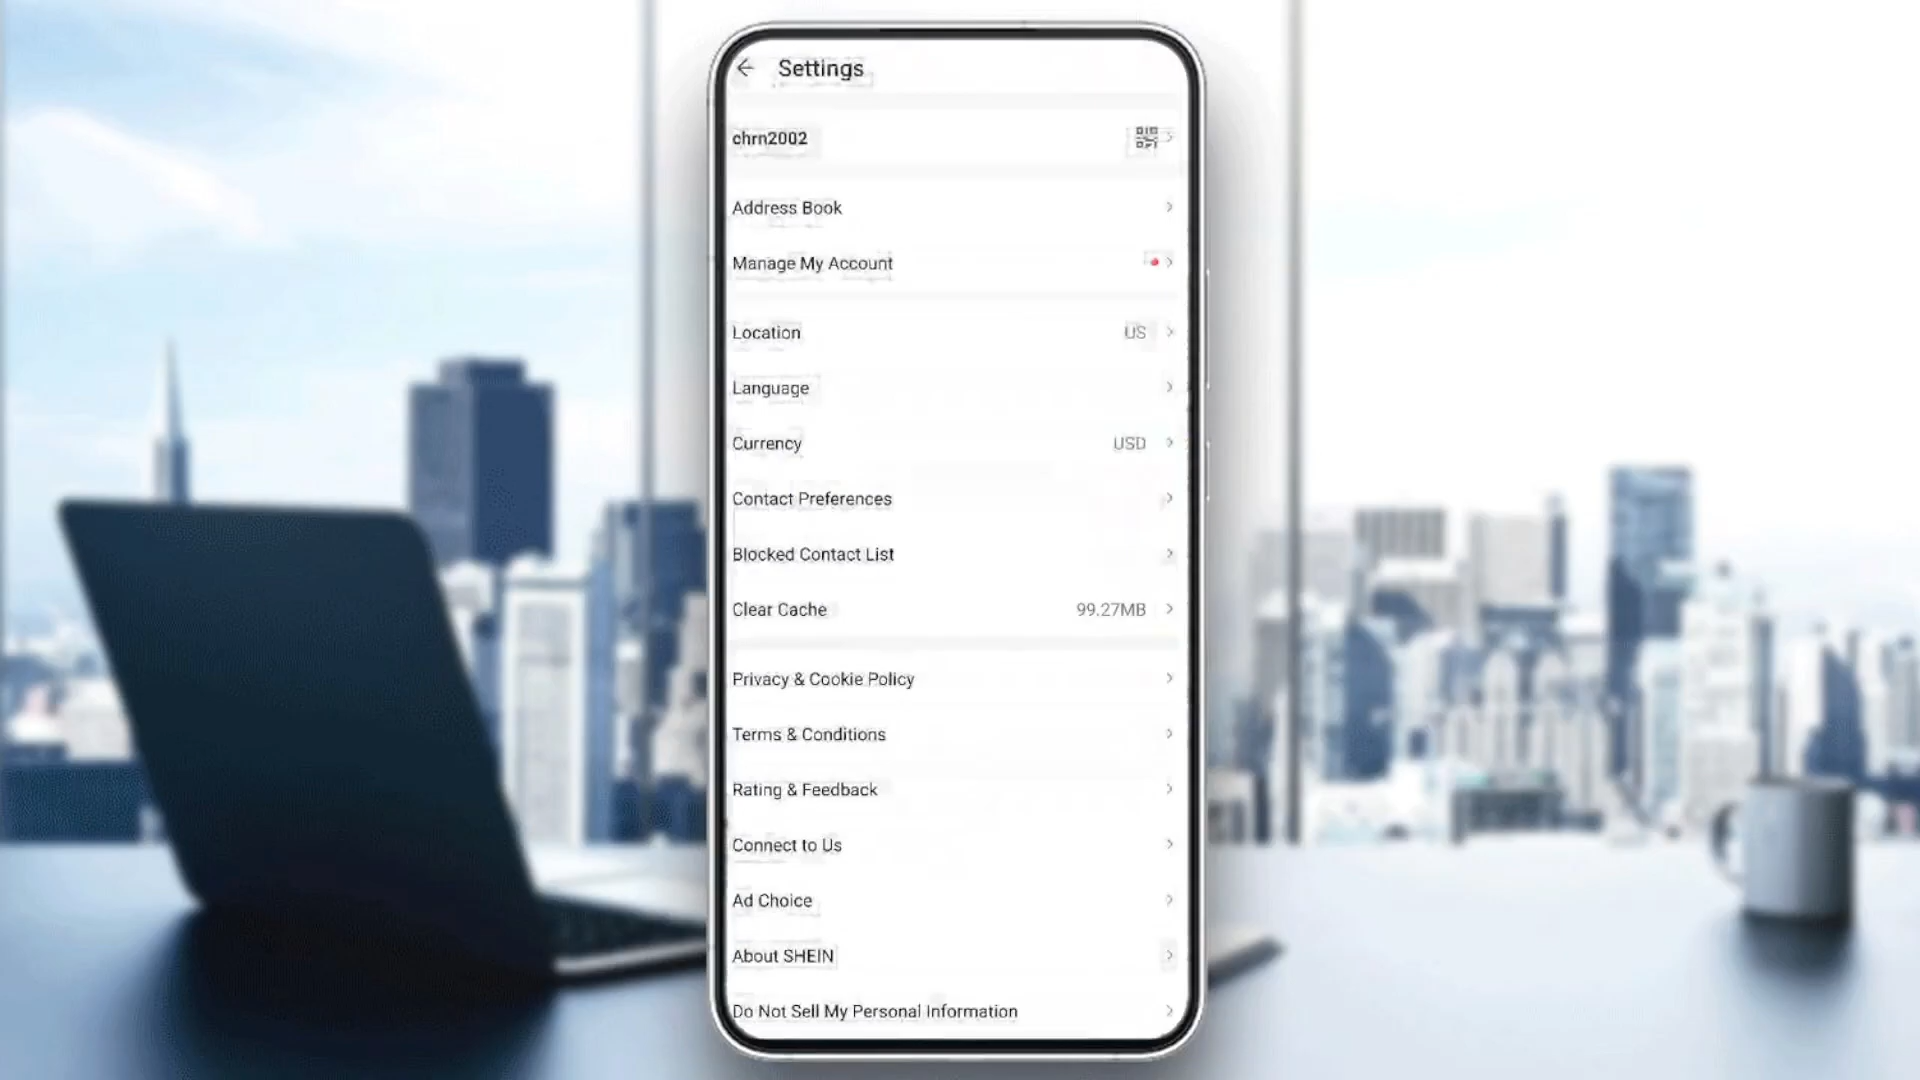 Settings
chrn2002
Address Book
Manage My Account
Location US
Language
Currency USD
Contact Preferences
Blocked Contact List
Clear Cache 99.27MB
Privacy & Cookie Policy
Terms & Conditions
Rating & Feedback
Connect to Us
Ad Choice
About SHEIN
Do Not Sell My Personal Information